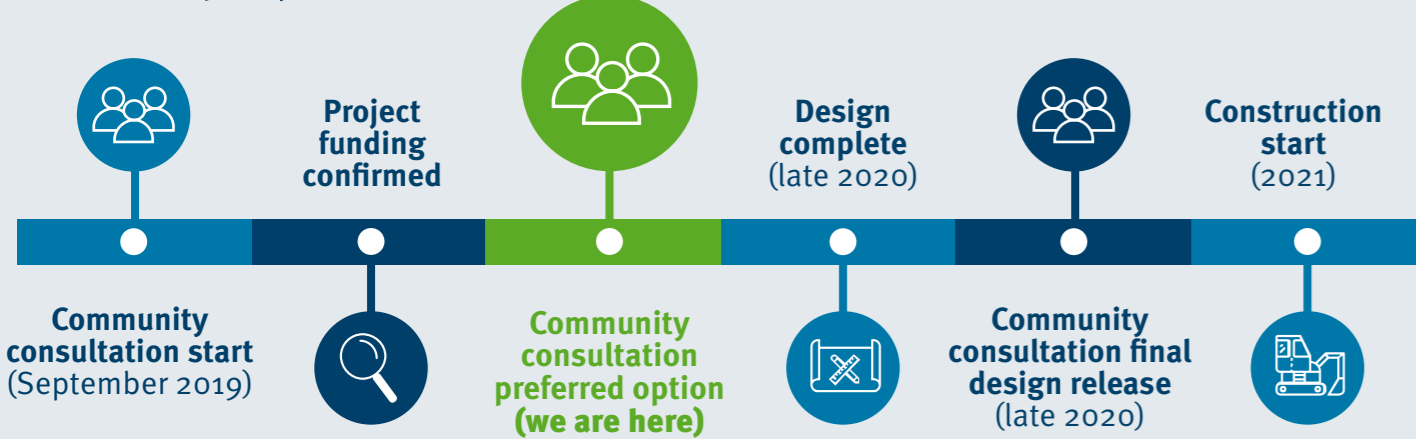 Community
consultation start
(September 2019)
Project
funding
confirmed
Community
consultation
preferred option
(we are here)
Design
complete
(late 2020)
Community
consultation final
design release
(late 2020)
Construction
start
(2021)